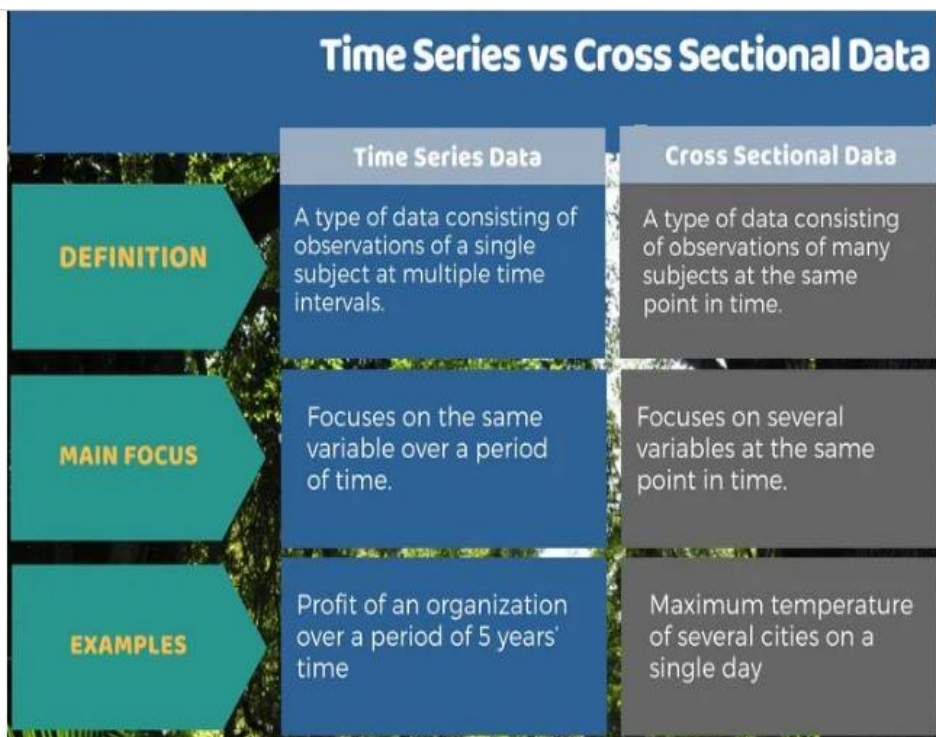 Time Series vs Cross Sectional Data
Time Series Data
Cross Sectional Data
DEFINITION
A type of data consisting of
observations of a single
subject at multiple time
intervals.
A type of data consisting
of observations of many
subjects at the same
point in time.
MAIN FOCUS
Focuses on the same
variable over a period
of time.
Focuses on several
variables at the same
point in time.
EXAMPLES
Profit of an organization
over a period of 5 years'
time
Maximum temperature
of several cities on a
single day